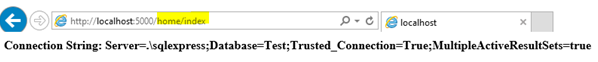 http://localhost:5000/home/index localhost
Connection String: Server=.\sqlexpress;Database=Test;Trusted_Connection=True;MultipleActiveResultSets=true